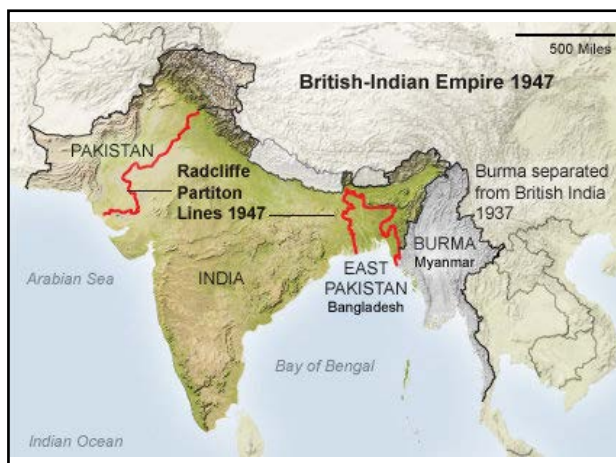 500 Miles
British-Indian Empire 1947
PAKISTAN
Radcliffe
Partiton
Lines 1947
Burma separated
from British India
1937
BURMA
Myanmar
Arabian Sea
INDIA
EAST
PAKISTAN
Bangladesh
Bay of Bengal
Indian Ocean